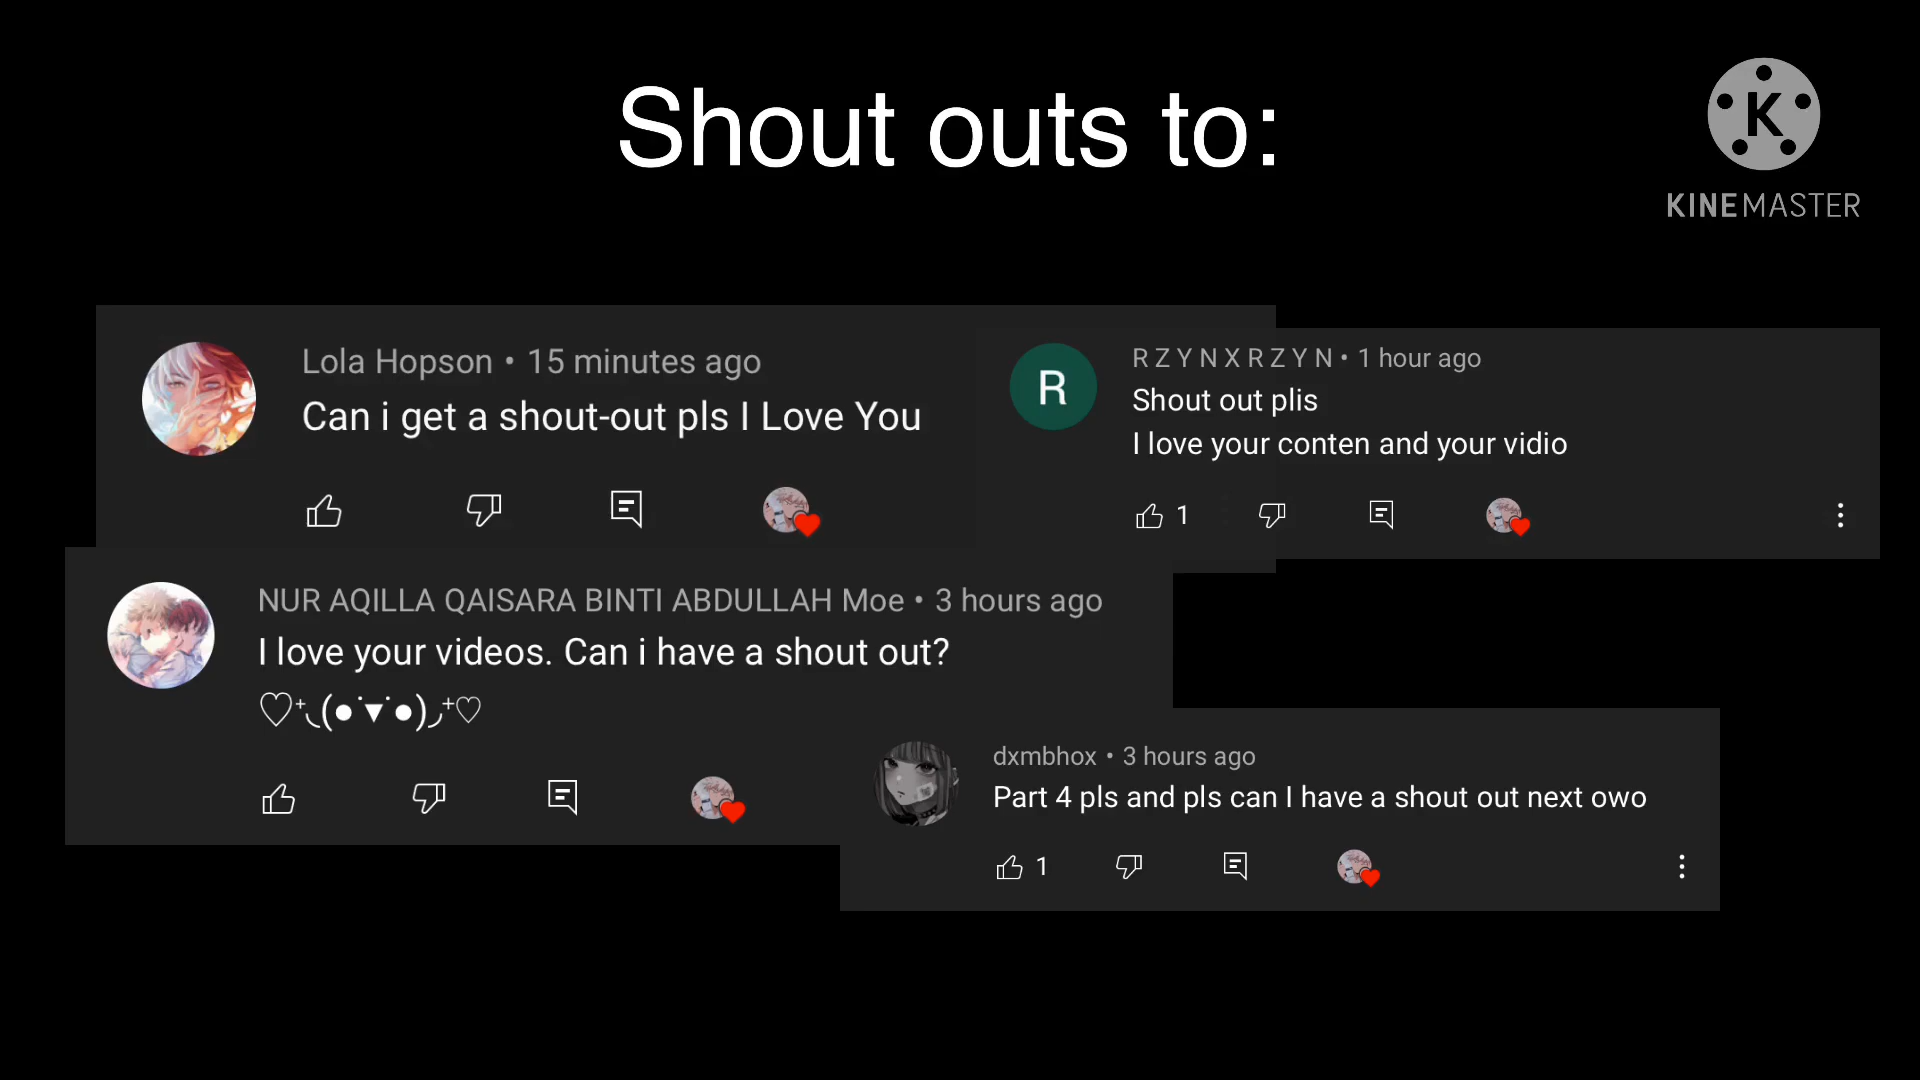 Shout outs to:
K
KINEMASTER
Lola Hopson • 15 minutes ago
Can i get a shout-out pls I Love You
R
R Z Y N X R Z Y N • 1 hour ago
Shout out plis
I love your conten and your vidio
1
NUR AQILLA QAISARA BINTI ABDULLAH Moe • 3 hours ago
I love your videos. Can i have a shout out?
♡⁺◟(●˙▾˙●)◞⁺♡
dxmbhox • 3 hours ago
Part 4 pls and pls can I have a shout out next owo
1